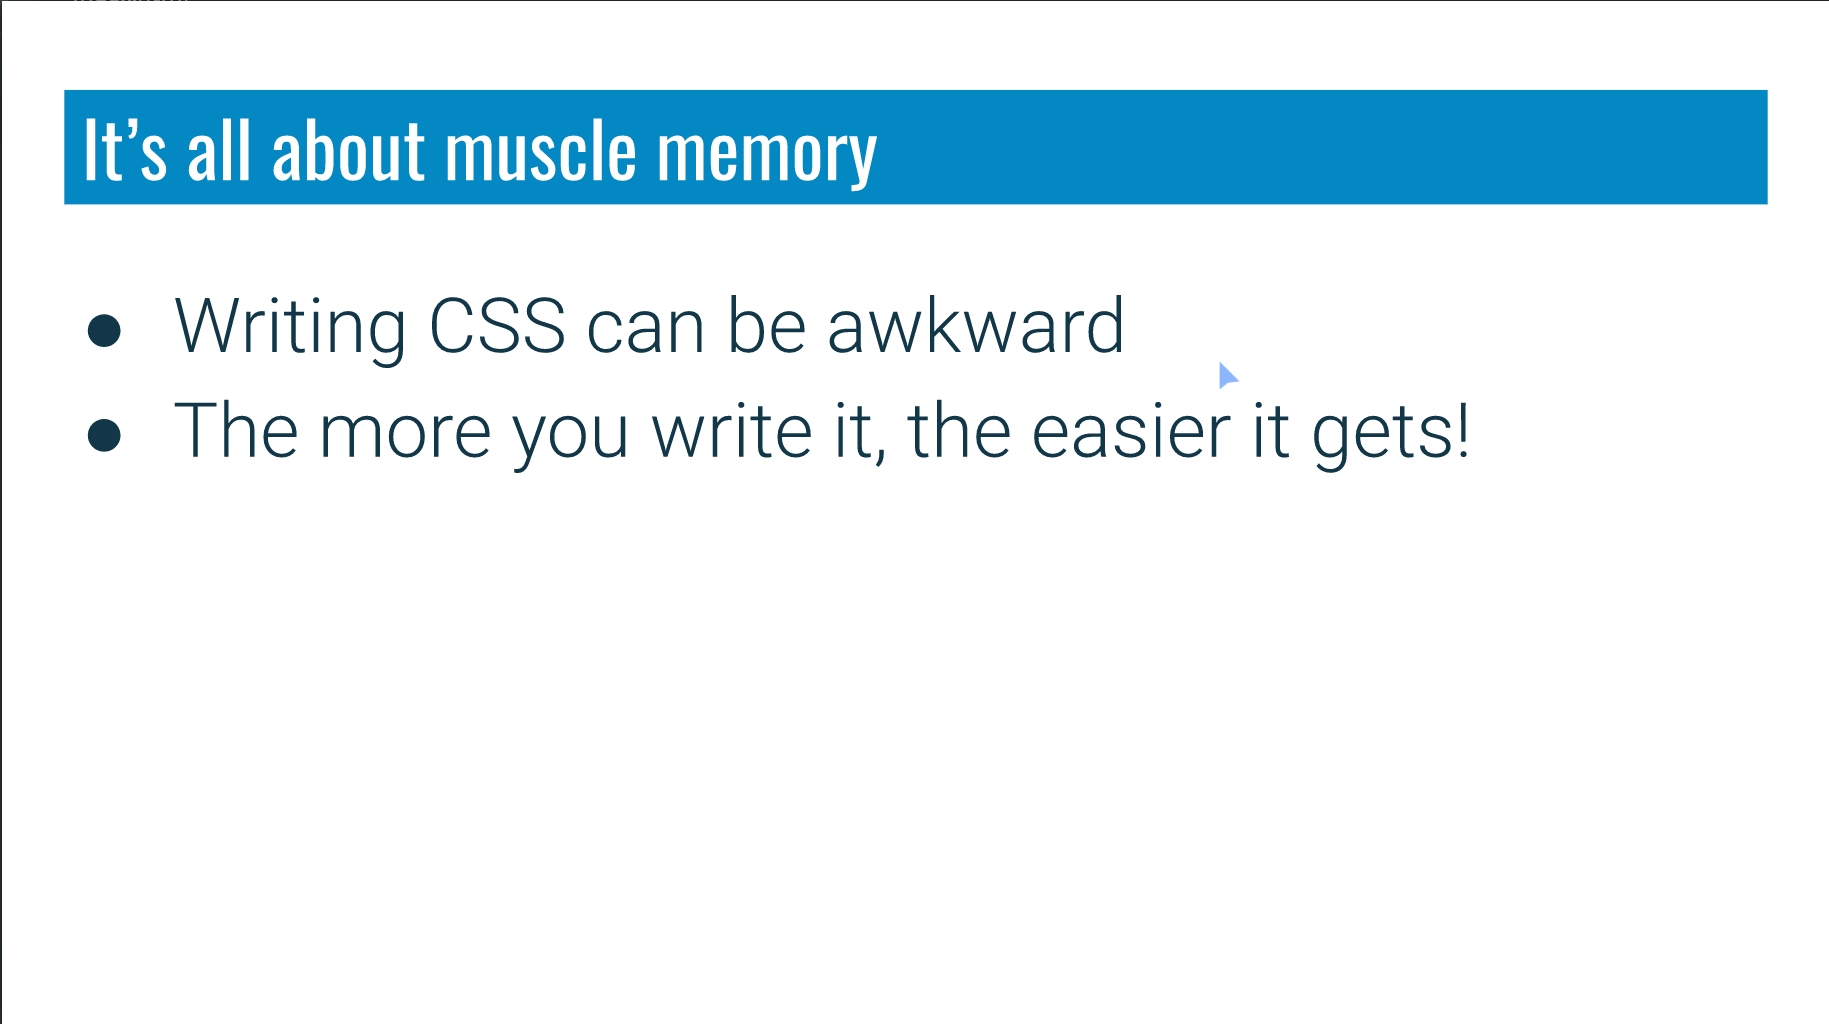 It’s all about muscle memory
● Writing CSS can be awkward
● The more you write it, the easier it gets!